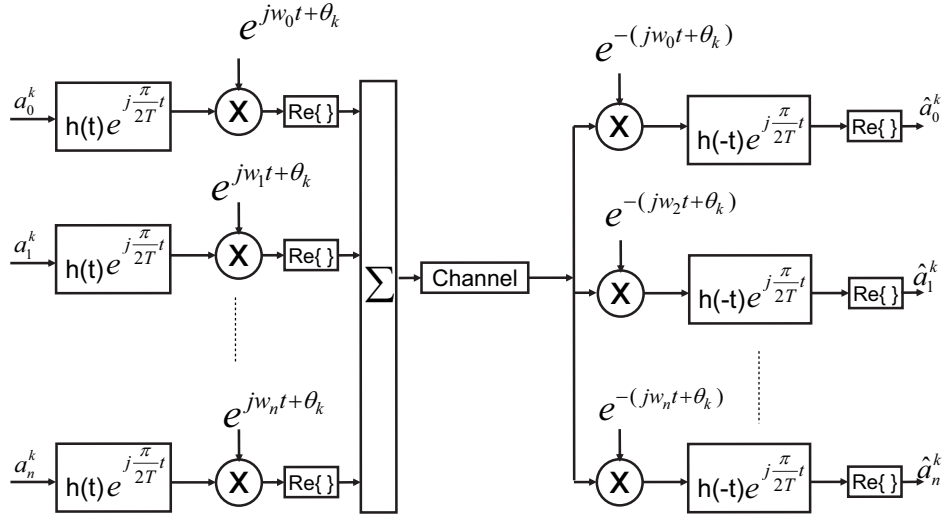 e^{jw_0t+θ_k}
a_0^k
h(t)e^{j\frac{π}{2T}t}
X
Re{ }
e^{jw_1t+θ_k}
a_1^k
h(t)e^{j\frac{π}{2T}t}
X
Re{ }
e^{jw_nt+θ_k}
a_n^k
h(t)e^{j\frac{π}{2T}t}
X
Re{ }
Σ
Channel
e^{-(jw_0t+θ_k)}
X
h(-t)e^{j\frac{π}{2T}t}
Re{ }
â_0^k
e^{-(jw_2t+θ_k)}
X
h(-t)e^{j\frac{π}{2T}t}
Re{ }
â_1^k
e^{-(jw_nt+θ_k)}
X
h(-t)e^{j\frac{π}{2T}t}
Re{ }
â_n^k